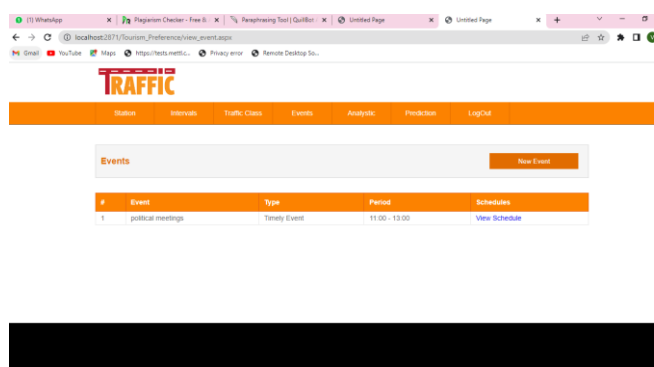 (1) WhatsApp
Plagiarism Checker - Free &
Paraphrasing Tool | QuillBot
Untitled Page
Untitled Page
localhost:2871/Tourism_Preference/view_event.aspx
Gmail
YouTube
Maps
https://tests.mettl.c...
Privacy error
Remote Desktop So...
TRAFFIC
Station Intervals Traffic Class Events Analystic Prediction LogOut
Events
New Event
# Event Type Period Schedules
1 political meetings Timely Event 11:00 - 13:00 View Schedule